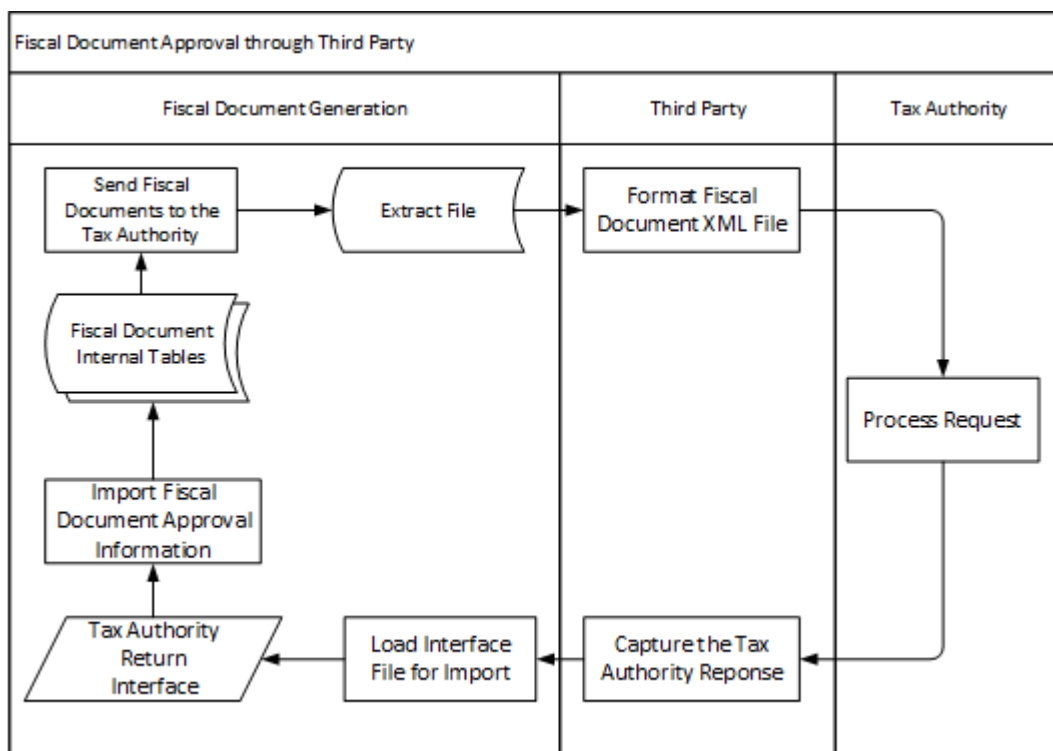 Fiscal Document Approval through Third Party
Fiscal Document Generation
Third Party
Tax Authority
Send Fiscal
Documents to the
Tax Authority
Extract File
Format Fiscal
Document XML File
Fiscal Document
Internal Tables
Process Request
Import Fiscal
Document Approval
Information
Tax Authority
Return
Interface
Load Interface
File for Import
Capture the Tax
Authority Reponse